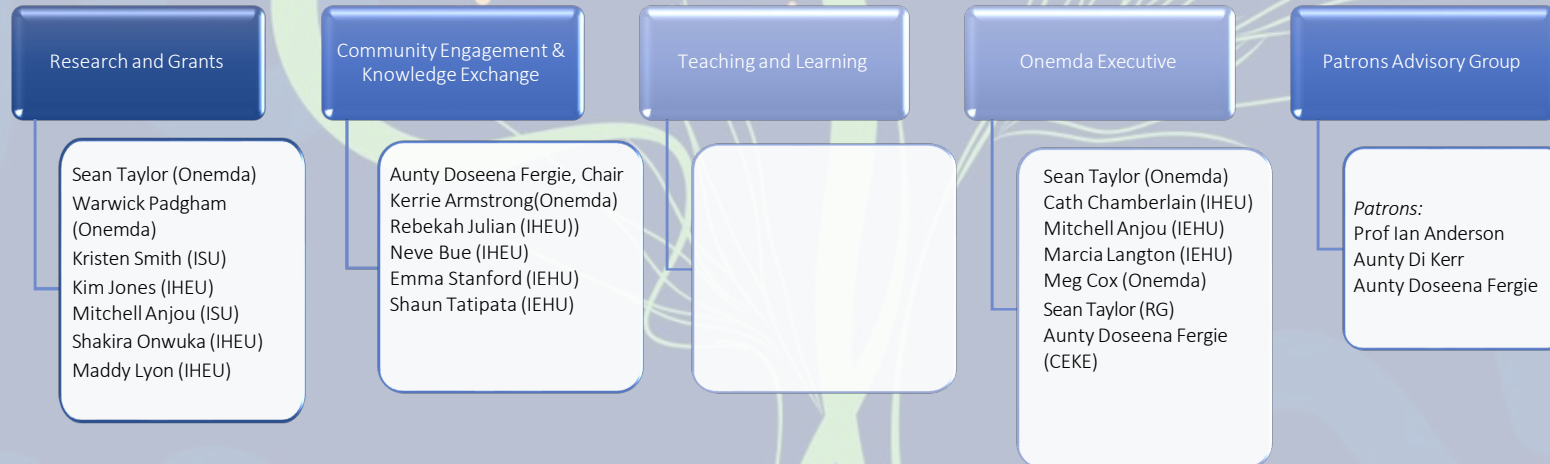 Research and Grants
Sean Taylor (Onemda)
Warwick Padgham
(Onemda)
Kristen Smith (ISU)
Kim Jones (IHEU)
Mitchell Anjou (ISU)
Shakira Onwuka (IHEU)
Maddy Lyon (IHEU)
Community Engagement &
Knowledge Exchange
Aunty Doseena Fergie, Chair
Kerrie Armstrong(Onemda)
Rebekah Julian (IHEU))
Neve Bue (IHEU)
Emma Stanford (IEHU)
Shaun Tatipata (IEHU)
Teaching and Learning
Onemda Executive
Sean Taylor (Onemda)
Cath Chamberlain (IHEU)
Mitchell Anjou (IEHU)
Marcia Langton (IEHU)
Meg Cox (Onemda)
Sean Taylor (RG)
Aunty Doseena Fergie
(CEKE)
Patrons Advisory Group
Patrons:
Prof Ian Anderson
Aunty Di Kerr
Aunty Doseena Fergie